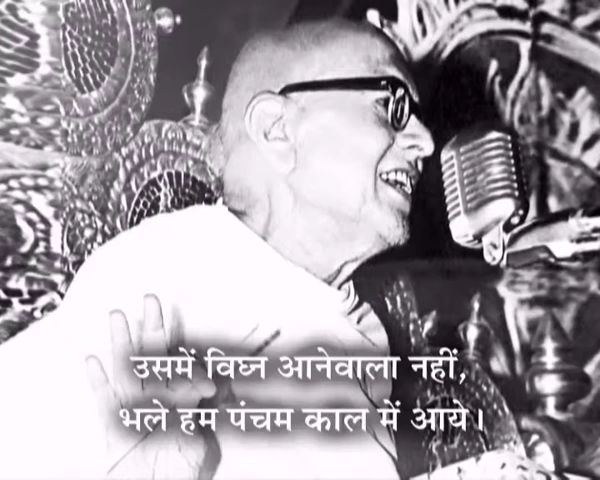 उसमें विघ्न आनेवाला नहीं,
भले हम पंचम काल में आये।